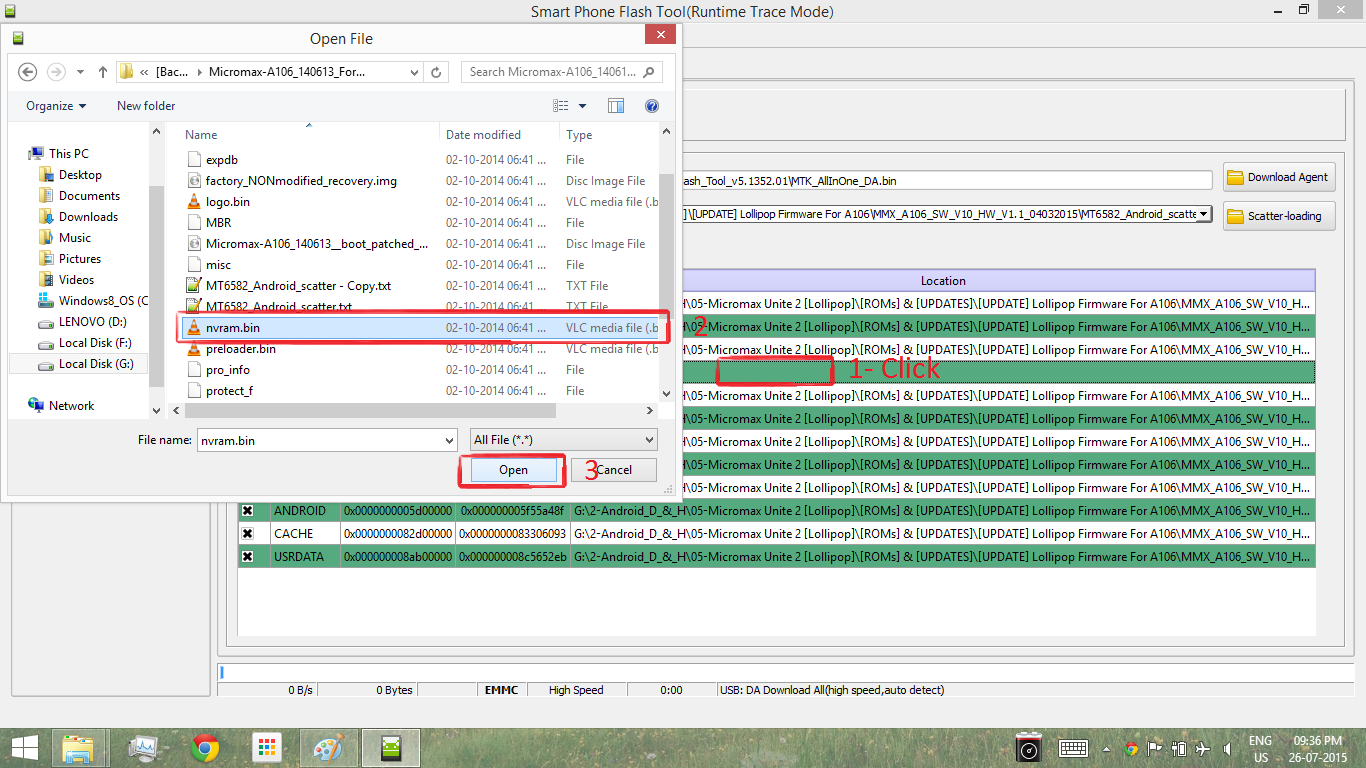 Smart Phone Flash Tool(Runtime Trace Mode)
Open File
« [Bac... Micromax-A106_140613_For...
Search Micromax-A106_14061...
Organize
New folder
Name
Date modified
Type
This PC
Desktop
Documents
Downloads
Music
Pictures
Videos
Windows8_OS (C
LENOVO (D:)
Local Disk (F:)
Local Disk (G:)
Network
expdb 02-10-2014 06:41 ... File
factory_NONmodified_recovery.img 02-10-2014 06:41 ... Disc Image File
logo.bin 02-10-2014 06:41 ... VLC media file (.b
MBR 02-10-2014 06:41 ... File
Micromax-A106_140613__boot_patched_... 02-10-2014 06:41 ... Disc Image File
misc 02-10-2014 06:41 ... File
MT6582_Android_scatter - Copy.txt 02-10-2014 06:41 ... TXT File
MT6582_Android_scatter.txt 02-10-2014 06:41 ... TXT File
nvram.bin 02-10-2014 06:41 ... VLC media file (.b
preloader.bin 02-10-2014 06:41 ... VLC media file (.b
pro_info 02-10-2014 06:41 ... File
protect_f 02-10-2014 06:41 ... File
File name: nvram.bin
All File (*.*)
Open
3
Cancel
ash_Tool_v5.1352.01\MTK_AllInOne_DA.bin
Download Agent
]\[UPDATE] Lollipop Firmware For A106\MMX_A106_SW_V10_HW_V1.1_04032015\MT6582_Android_scatte
Scatter-loading
Location
H\05-Micromax Unite 2 [Lollipop]\[ROMs] & [UPDATES]\[UPDATE] Lollipop Firmware For A106\MMX_A106_SW_V10_H...
2
H\05-Micromax Unite 2 [Lollipop]\[ROMs] & [UPDATES]\[UPDATE] Lollipop Firmware For A106\MMX_A106_SW_V10_H...
H\05-Micromax Unite 2 [Lollipop]\[ROMs] & [UPDATES]\[UPDATE] Lollipop Firmware For A106\MMX_A106_SW_V10_H...
1- Click
H\05-Micromax Unite 2 [Lollipop]\[ROMs] & [UPDATES]\[UPDATE] Lollipop Firmware For A106\MMX_A106_SW_V10_H...
H\05-Micromax Unite 2 [Lollipop]\[ROMs] & [UPDATES]\[UPDATE] Lollipop Firmware For A106\MMX_A106_SW_V10_H...
H\05-Micromax Unite 2 [Lollipop]\[ROMs] & [UPDATES]\[UPDATE] Lollipop Firmware For A106\MMX_A106_SW_V10_H...
H\05-Micromax Unite 2 [Lollipop]\[ROMs] & [UPDATES]\[UPDATE] Lollipop Firmware For A106\MMX_A106_SW_V10_H...
H\05-Micromax Unite 2 [Lollipop]\[ROMs] & [UPDATES]\[UPDATE] Lollipop Firmware For A106\MMX_A106_SW_V10_H...
ANDROID 0x0000000005d00000 0x000000005f55a48f G:\2-Android_D_&_H\05-Micromax Unite 2 [Lollipop]\[ROMs] & [UPDATES]\[UPDATE] Lollipop Firmware For A106\MMX_A106_SW_V10_H...
CACHE 0x0000000082d00000 0x0000000083306093 G:\2-Android_D_&_H\05-Micromax Unite 2 [Lollipop]\[ROMs] & [UPDATES]\[UPDATE] Lollipop Firmware For A106\MMX_A106_SW_V10_H...
USRDATA 0x000000008ab00000 0x000000008c5652eb G:\2-Android_D_&_H\05-Micromax Unite 2 [Lollipop]\[ROMs] & [UPDATES]\[UPDATE] Lollipop Firmware For A106\MMX_A106_SW_V10_H...
0 B/s 0 Bytes EMMC High Speed 0:00 USB: DA Download All(high speed,auto detect)
ENG 09:36 PM
US 26-07-2015